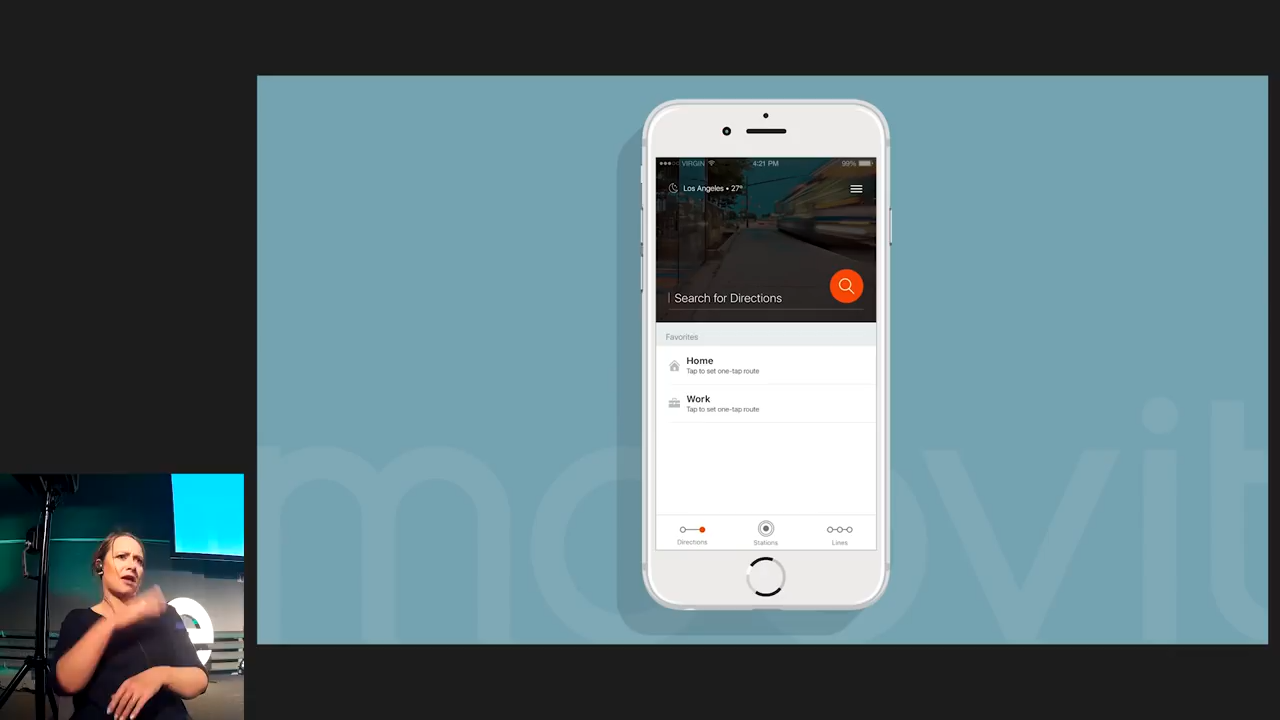 VIRGIN 4:21 PM 99%
Los Angeles • 27°
Search for Directions
Favorites
Home
Tap to set one-tap route
Work
Tap to set one-tap route
Directions Stations Lines
moovit
e